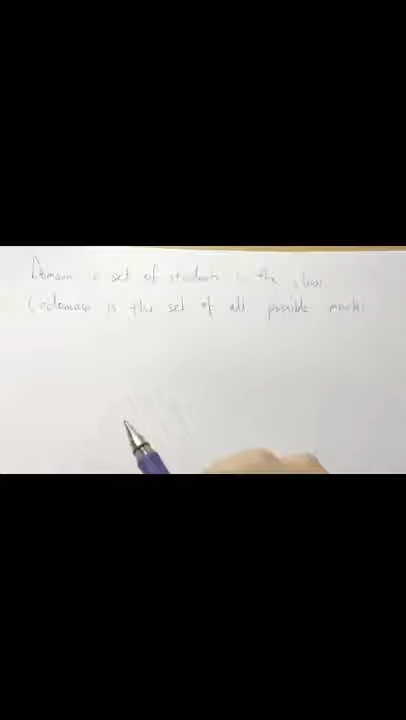 Domain is set of students in the class
Codomain is the set of all possible marks